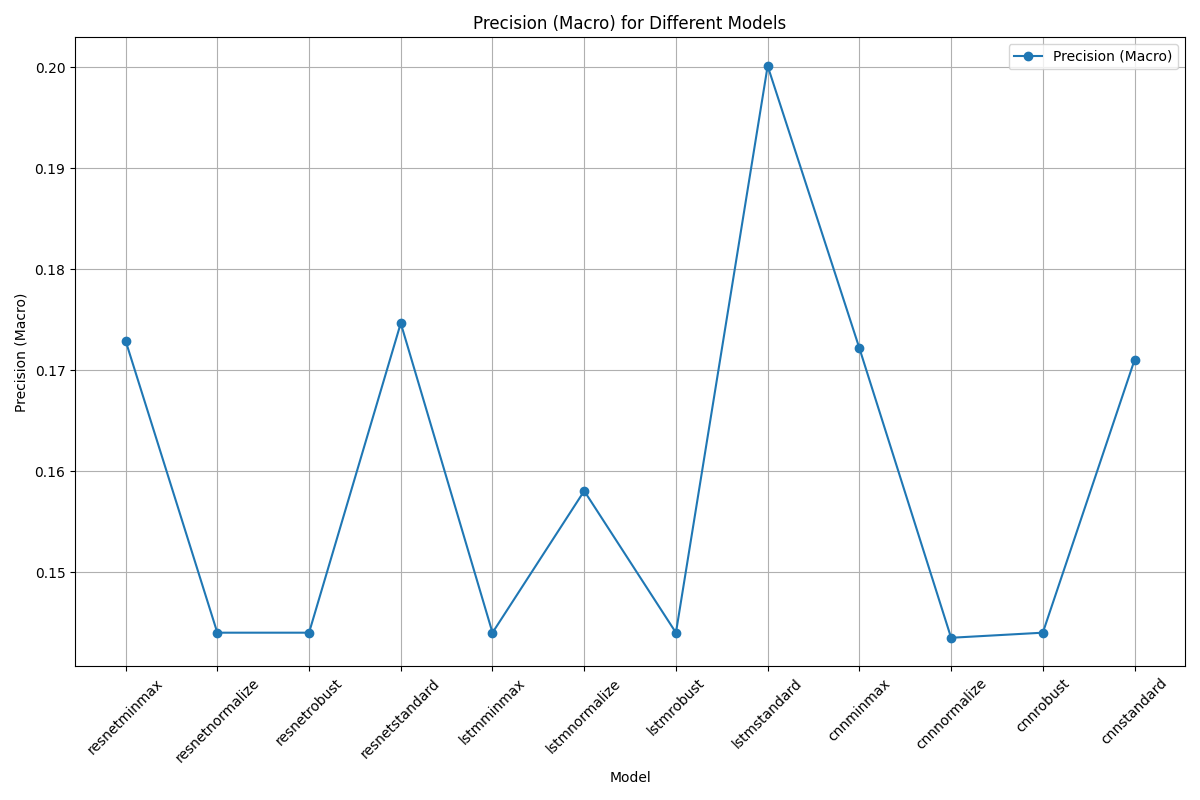 Precision (Macro) for Different Models
Precision (Macro)
0.20
0.19
0.18
0.17
0.16
0.15
Precision (Macro)
resnetminmax
resnetnormalize
resnetrobust
resnetstandard
lstmminmax
lstmnormalize
lstmrobust
lstmstandard
cnnminmax
cnnnormalize
cnnrobust
cnnstandard
Model